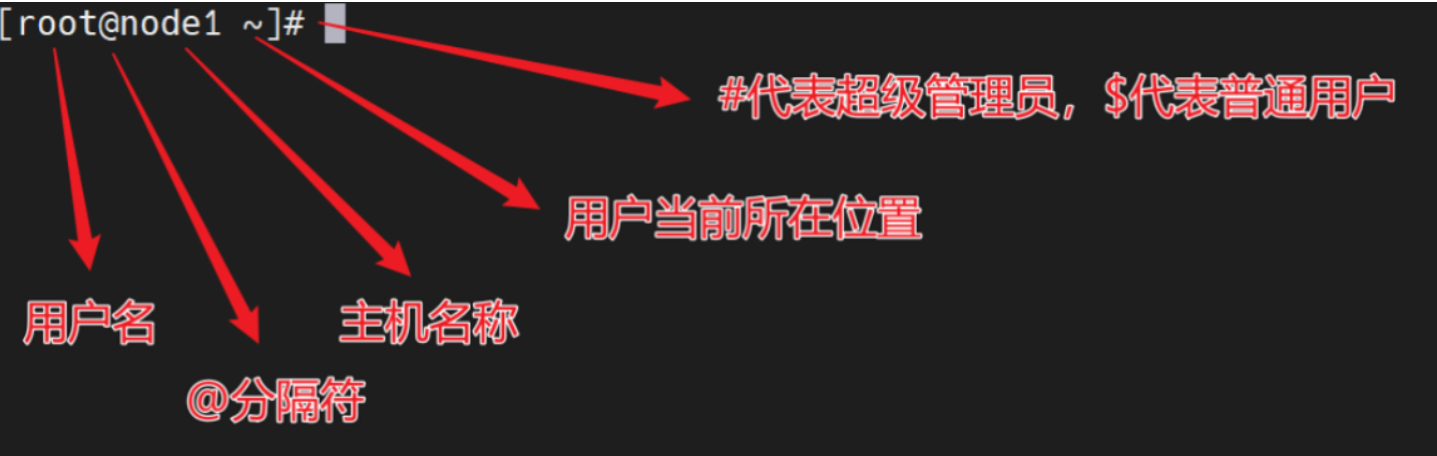 [root@node1 ~]#
#代表超级管理员，$代表普通用户
用户当前所在位置
用户名
主机名称
@分隔符